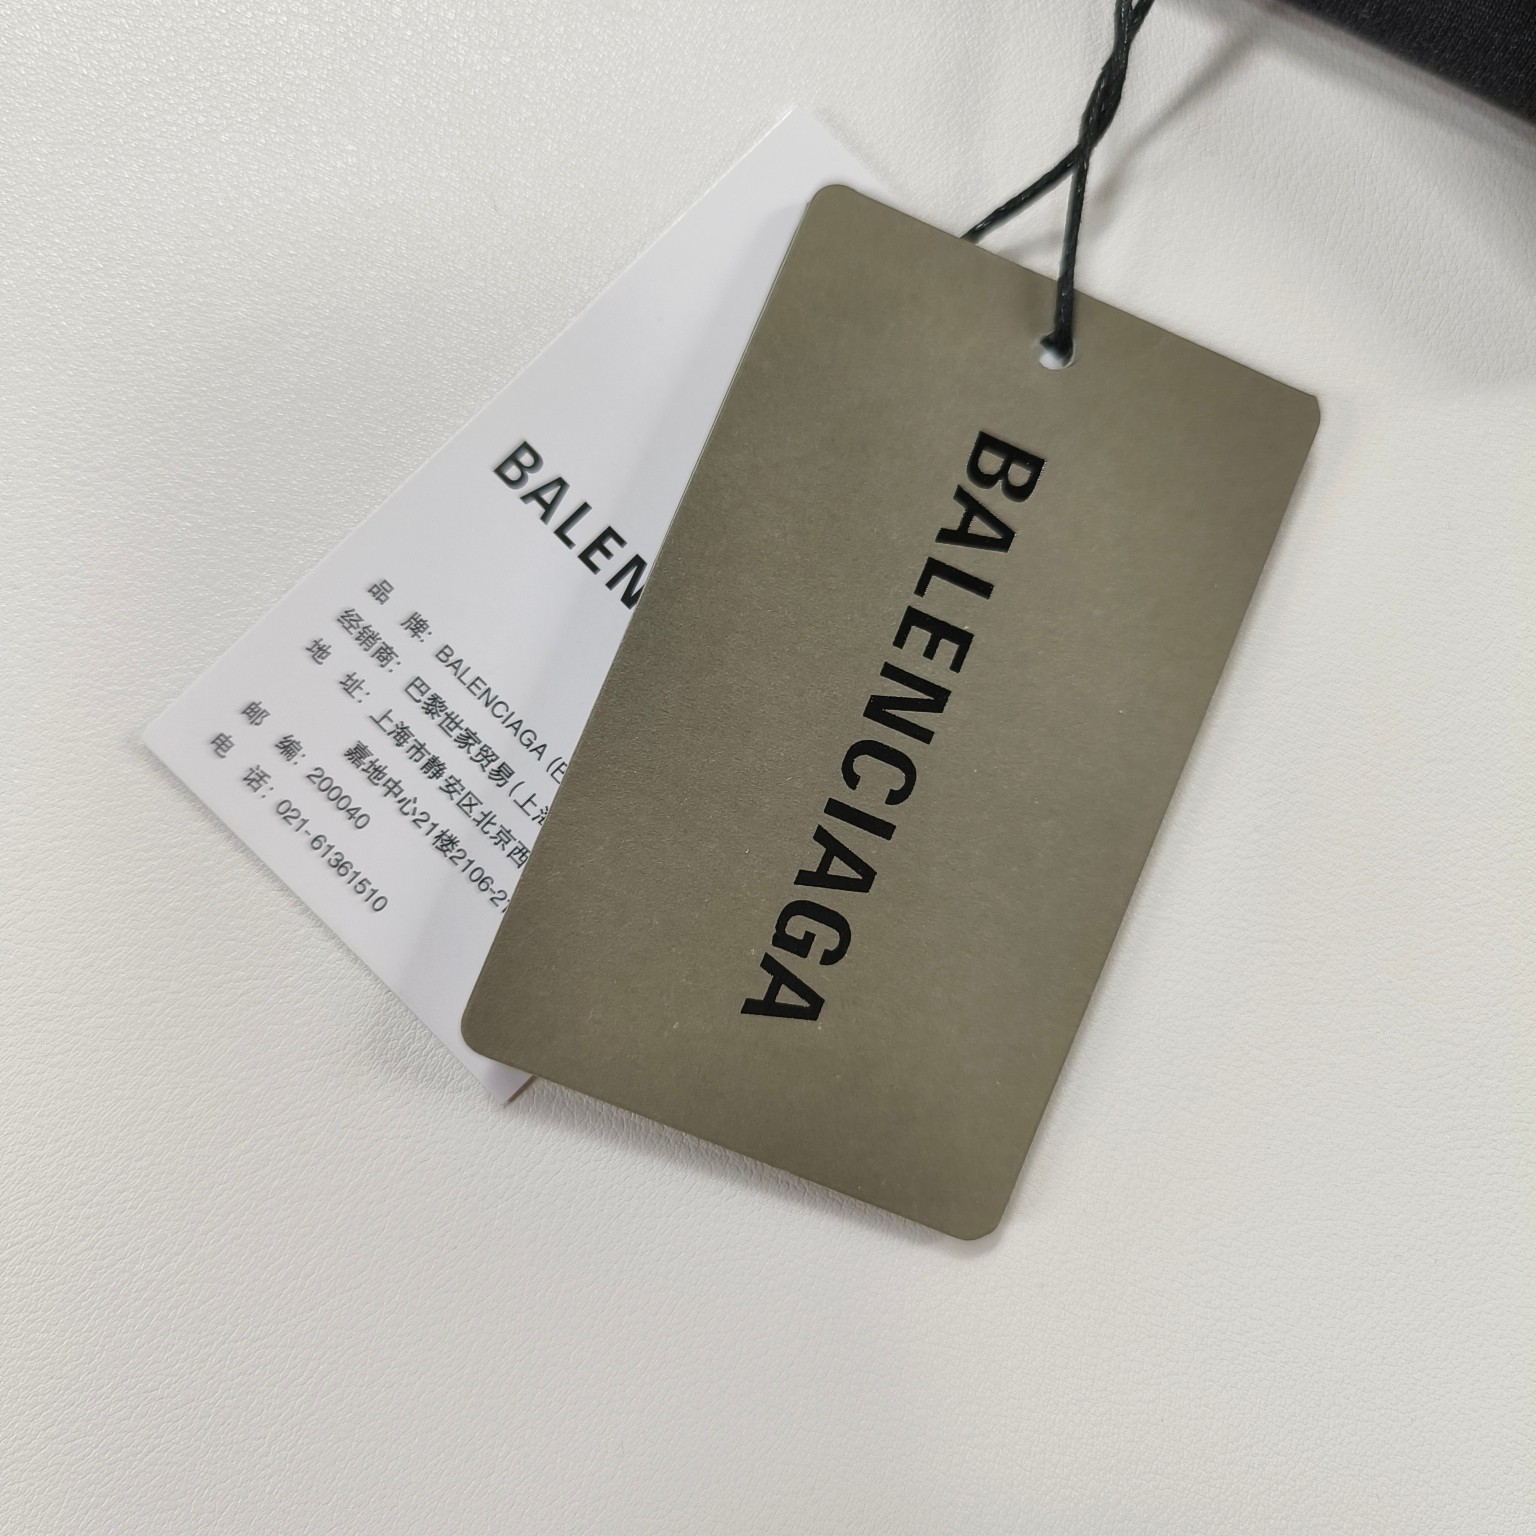 BALENCIAGA
BALEN
品 牌: BALENCIAGA
经销商: 巴黎世家贸易(上海
地 址: 上海市静安区北京西
嘉地中心21楼2106-21
邮 编: 200040
电 话: 021-61361510